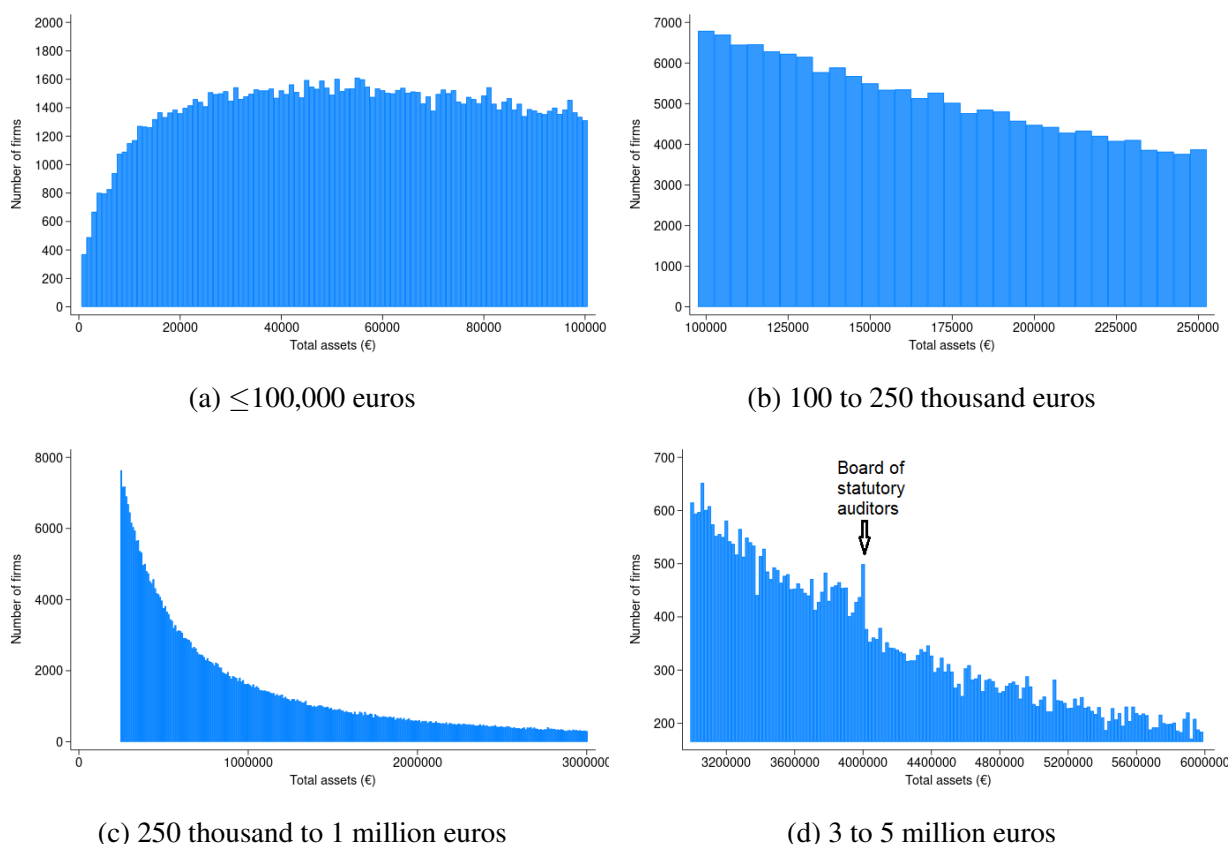 2000
1800
1600
1400
1200
1000
800
600
400
200
0
Number of firms
0 20000 40000 60000 80000 100000
Total assets (€)
(a) ≤100,000 euros
7000
6000
5000
4000
3000
2000
1000
0
Number of firms
100000 125000 150000 175000 200000 225000 250000
Total assets (€)
(b) 100 to 250 thousand euros
8000
6000
4000
2000
0
Number of firms
0 1000000 2000000 3000000
Total assets (€)
(c) 250 thousand to 1 million euros
700
600
500
400
300
200
Number of firms
Board of
statutory
auditors
3200000 3600000 4000000 4400000 4800000 5200000 5600000 6000000
Total assets (€)
(d) 3 to 5 million euros